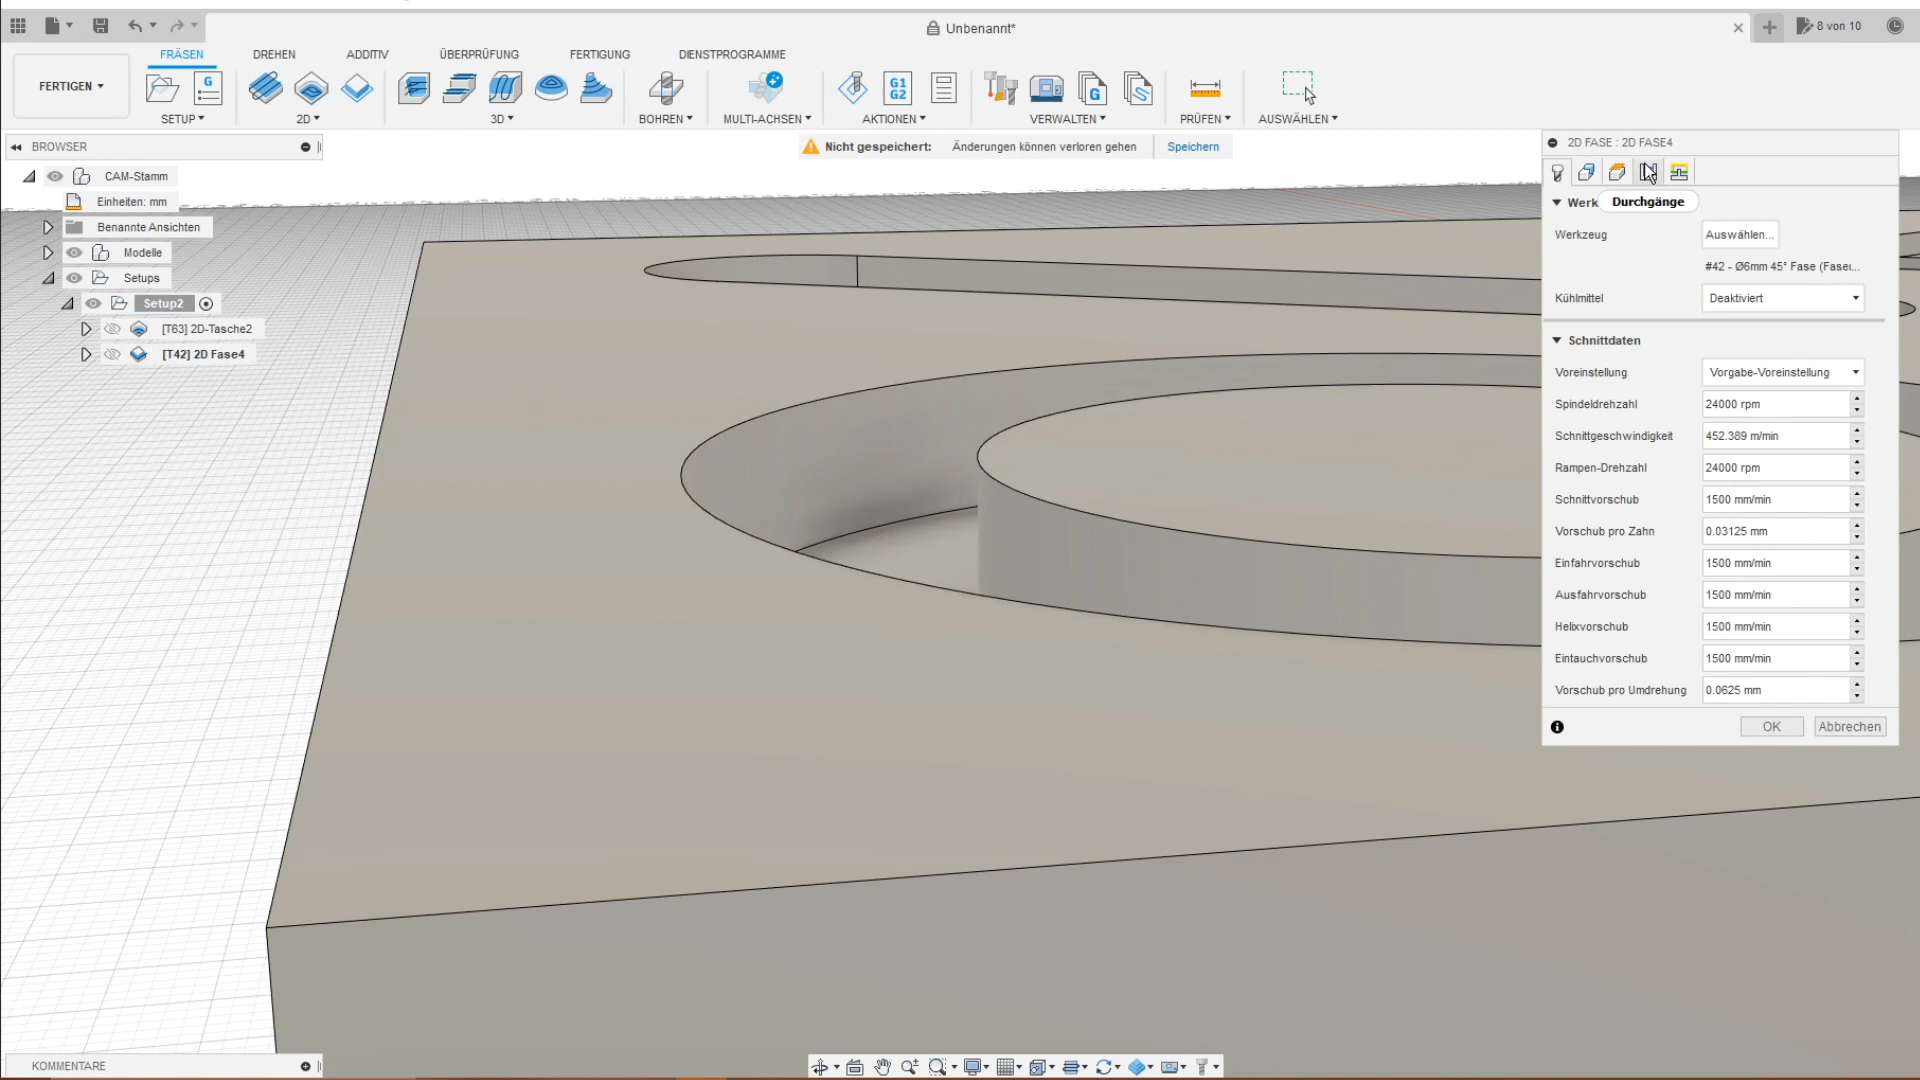 Unbenannt*
8 von 10
FERTIGEN
FRÄSEN
DREHEN
ADDITIV
ÜBERPRÜFUNG
FERTIGUNG
DIENSTPROGRAMME
G
G1
G2
G
SETUP
2D
3D
BOHREN
MULTI-ACHSEN
AKTIONEN
VERWALTEN
PRÜFEN
AUSWÄHLEN
BROWSER
Nicht gespeichert: Änderungen können verloren gehen Speichern
CAM-Stamm
Einheiten: mm
Benannte Ansichten
Modelle
Setups
Setup2
[T63] 2D-Tasche2
[T42] 2D Fase4
2D FASE : 2D FASE4
Werk
Durchgänge
Werkzeug Auswählen...
#42 - Ø6mm 45° Fase (Faser...
Kühlmittel Deaktiviert
Schnittdaten
Voreinstellung Vorgabe-Voreinstellung
Spindeldrehzahl 24000 rpm
Schnittgeschwindigkeit 452.389 m/min
Rampen-Drehzahl 24000 rpm
Schnittvorschub 1500 mm/min
Vorschub pro Zahn 0.03125 mm
Einfahrvorschub 1500 mm/min
Ausfahrvorschub 1500 mm/min
Helixvorschub 1500 mm/min
Eintauchvorschub 1500 mm/min
Vorschub pro Umdrehung 0.0625 mm
OK Abbrechen
KOMMENTARE